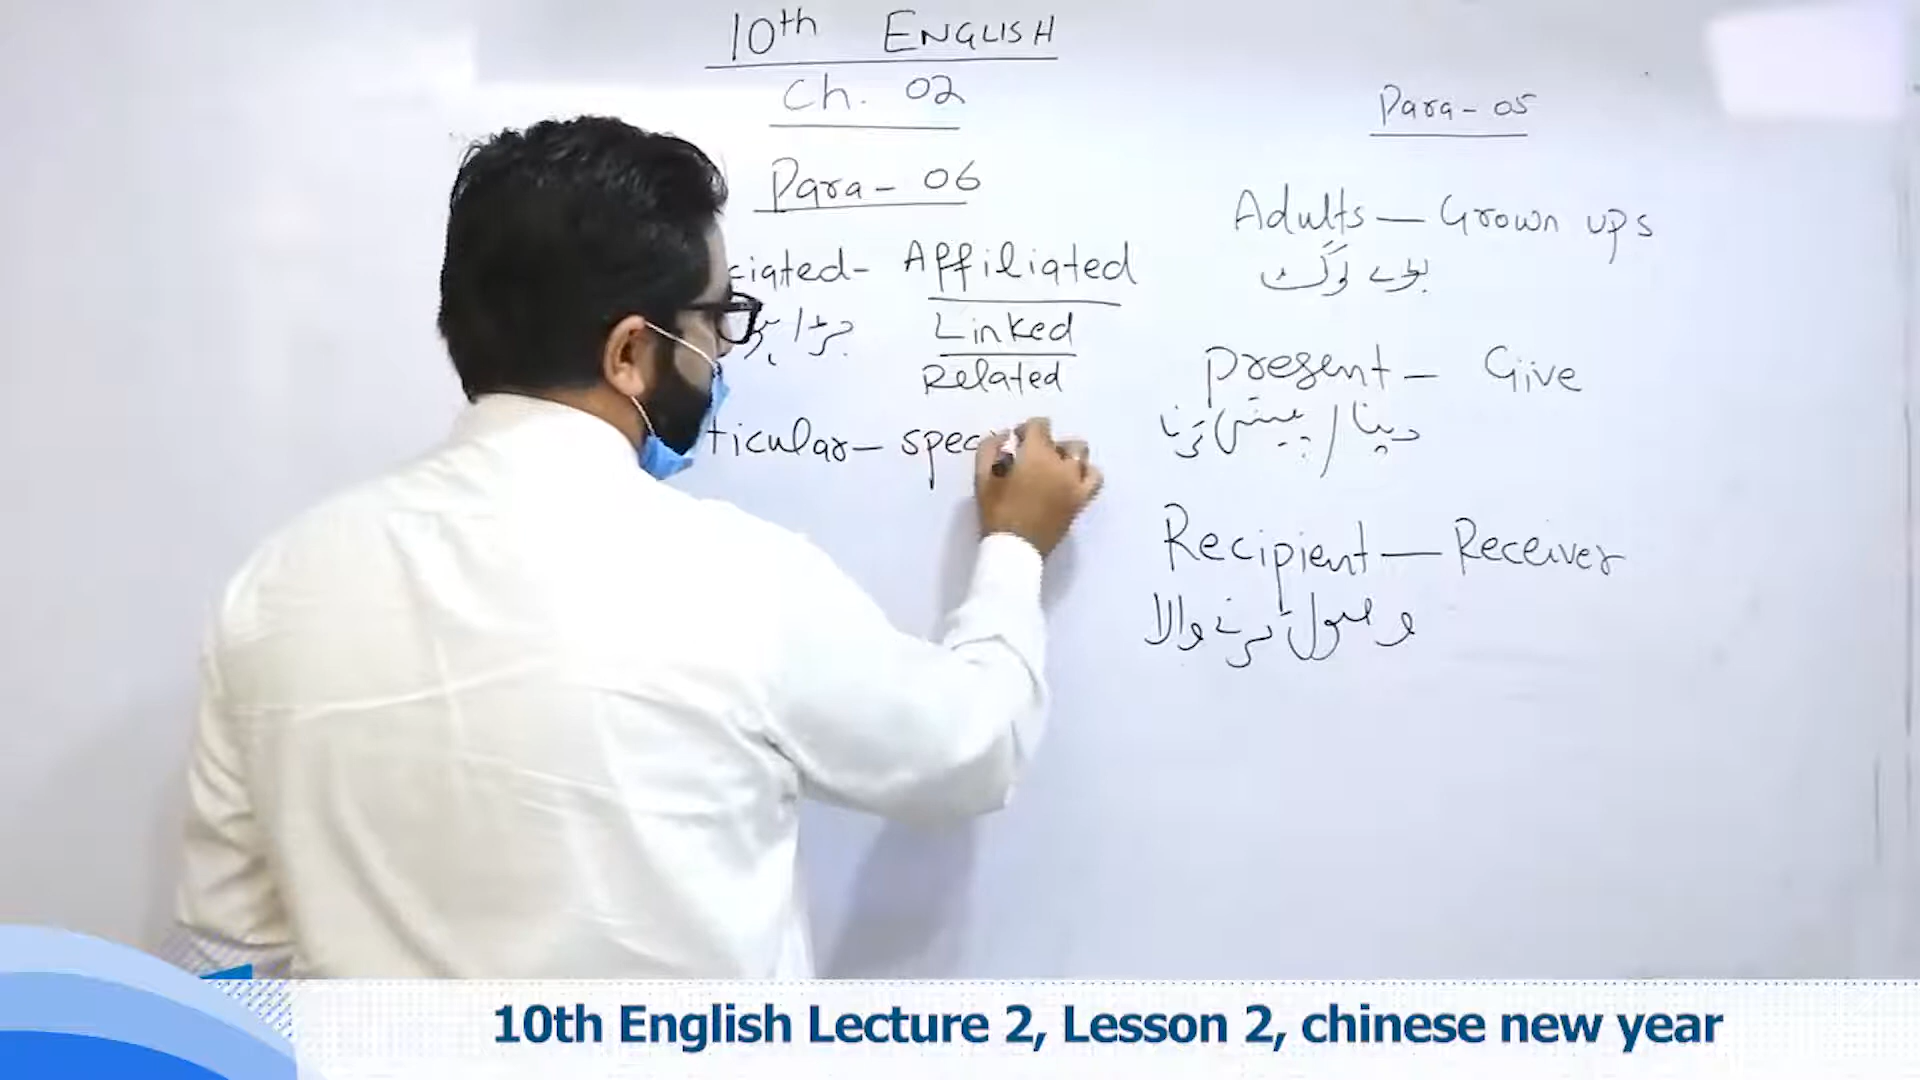 10th ENGLISH
Ch. 02
Para - 06
ciated - Affiliated
جڑا
Linked
Related
ticular - spec
Para - 05
Adults — Grown ups
بڑے لوگ
present — Give
دینا / پیش کرنا
Recipient — Receiver
وصول کرنے والا
10th English Lecture 2, Lesson 2, chinese new year